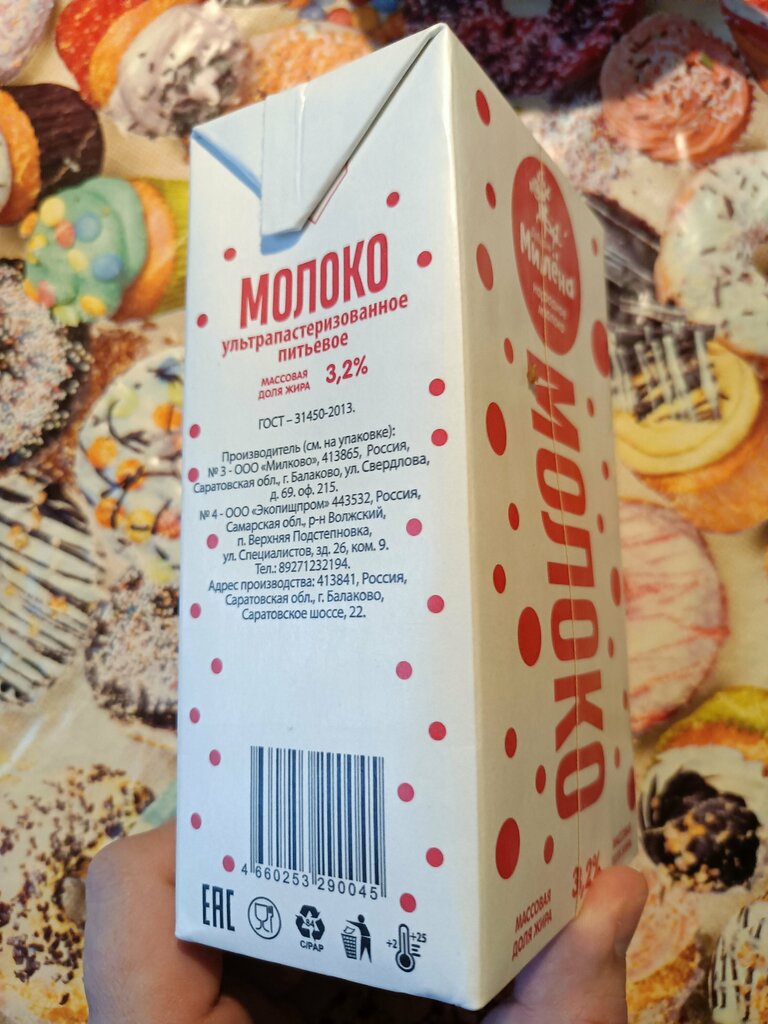 МОЛОКО
ультрапастеризованное
питьевое
МАССОВАЯ
ДОЛЯ ЖИРА 3,2%
ГОСТ – 31450-2013.
Производитель (см. на упаковке):
№ 3 - ООО «Милково», 413865, Россия,
Саратовская обл., г. Балаково, ул. Свердлова,
д. 69. оф. 215.
№ 4 - ООО «Экопищпром» 443532, Россия,
Самарская обл., р-н Волжский,
п. Верхняя Подстепновка,
ул. Специалистов, зд. 26, ком. 9.
Тел.: 89271232194.
Адрес производства: 413841, Россия,
Саратовская обл., г. Балаково,
Саратовское шоссе, 22.
4 660253 290045
EAC
84
C/PAP
+2 +25
Милёна
молоко
МОЛОКО
МАССОВАЯ
ДОЛЯ ЖИРА
3,2%